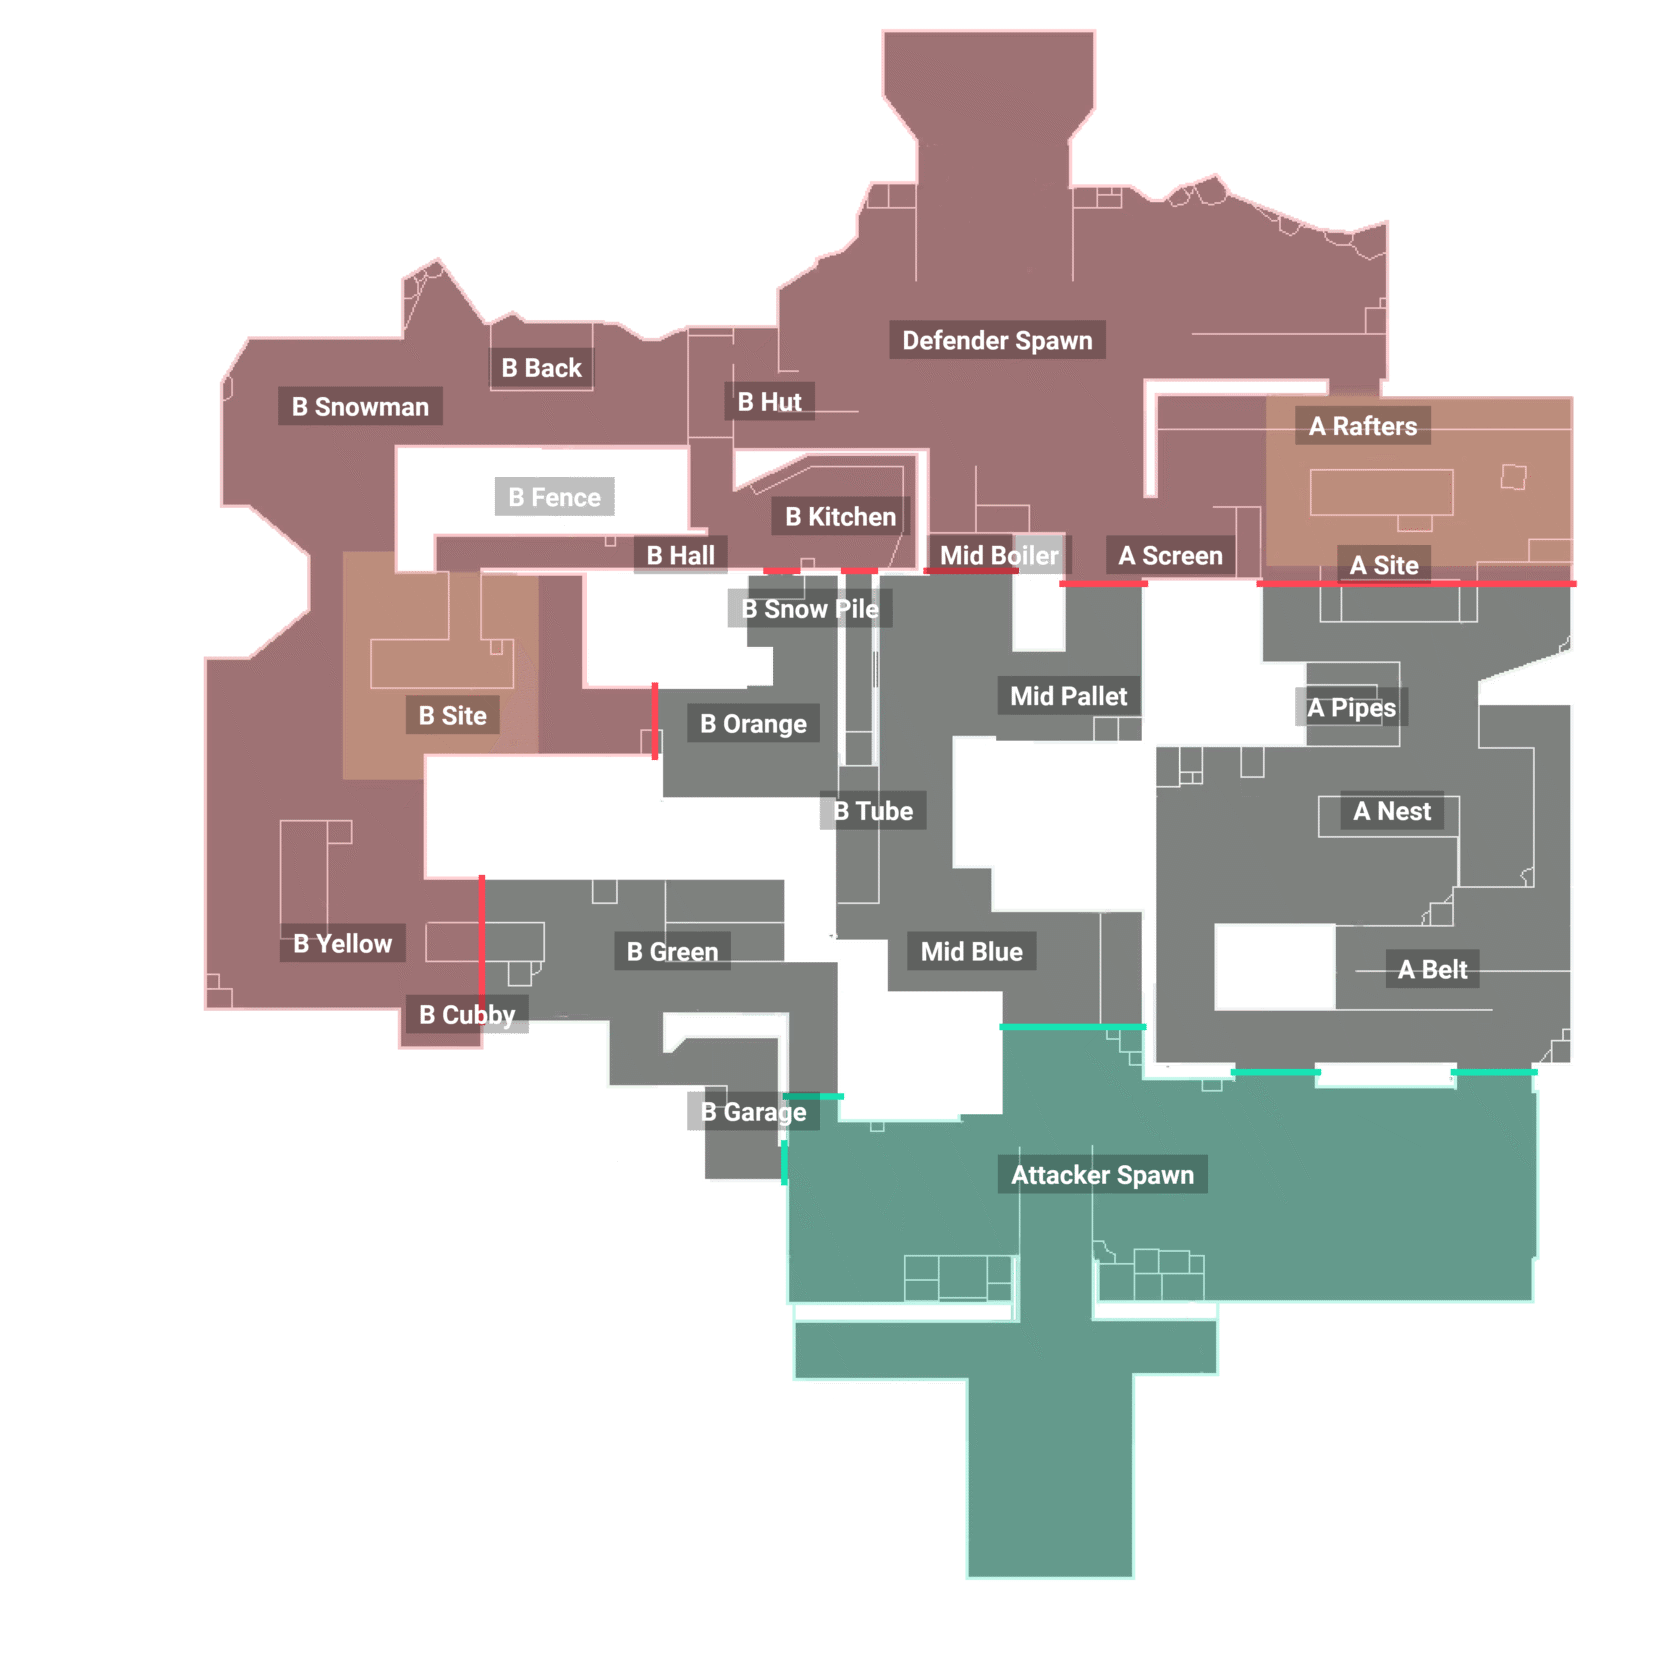 Defender Spawn
B Back
B Snowman
B Hut
A Rafters
B Fence
B Kitchen
B Hall
Mid Boiler
A Screen
A Site
B Snow Pile
Mid Pallet
A Pipes
B Site
B Orange
B Tube
A Nest
B Yellow
B Green
Mid Blue
A Belt
B Cubby
B Garage
Attacker Spawn